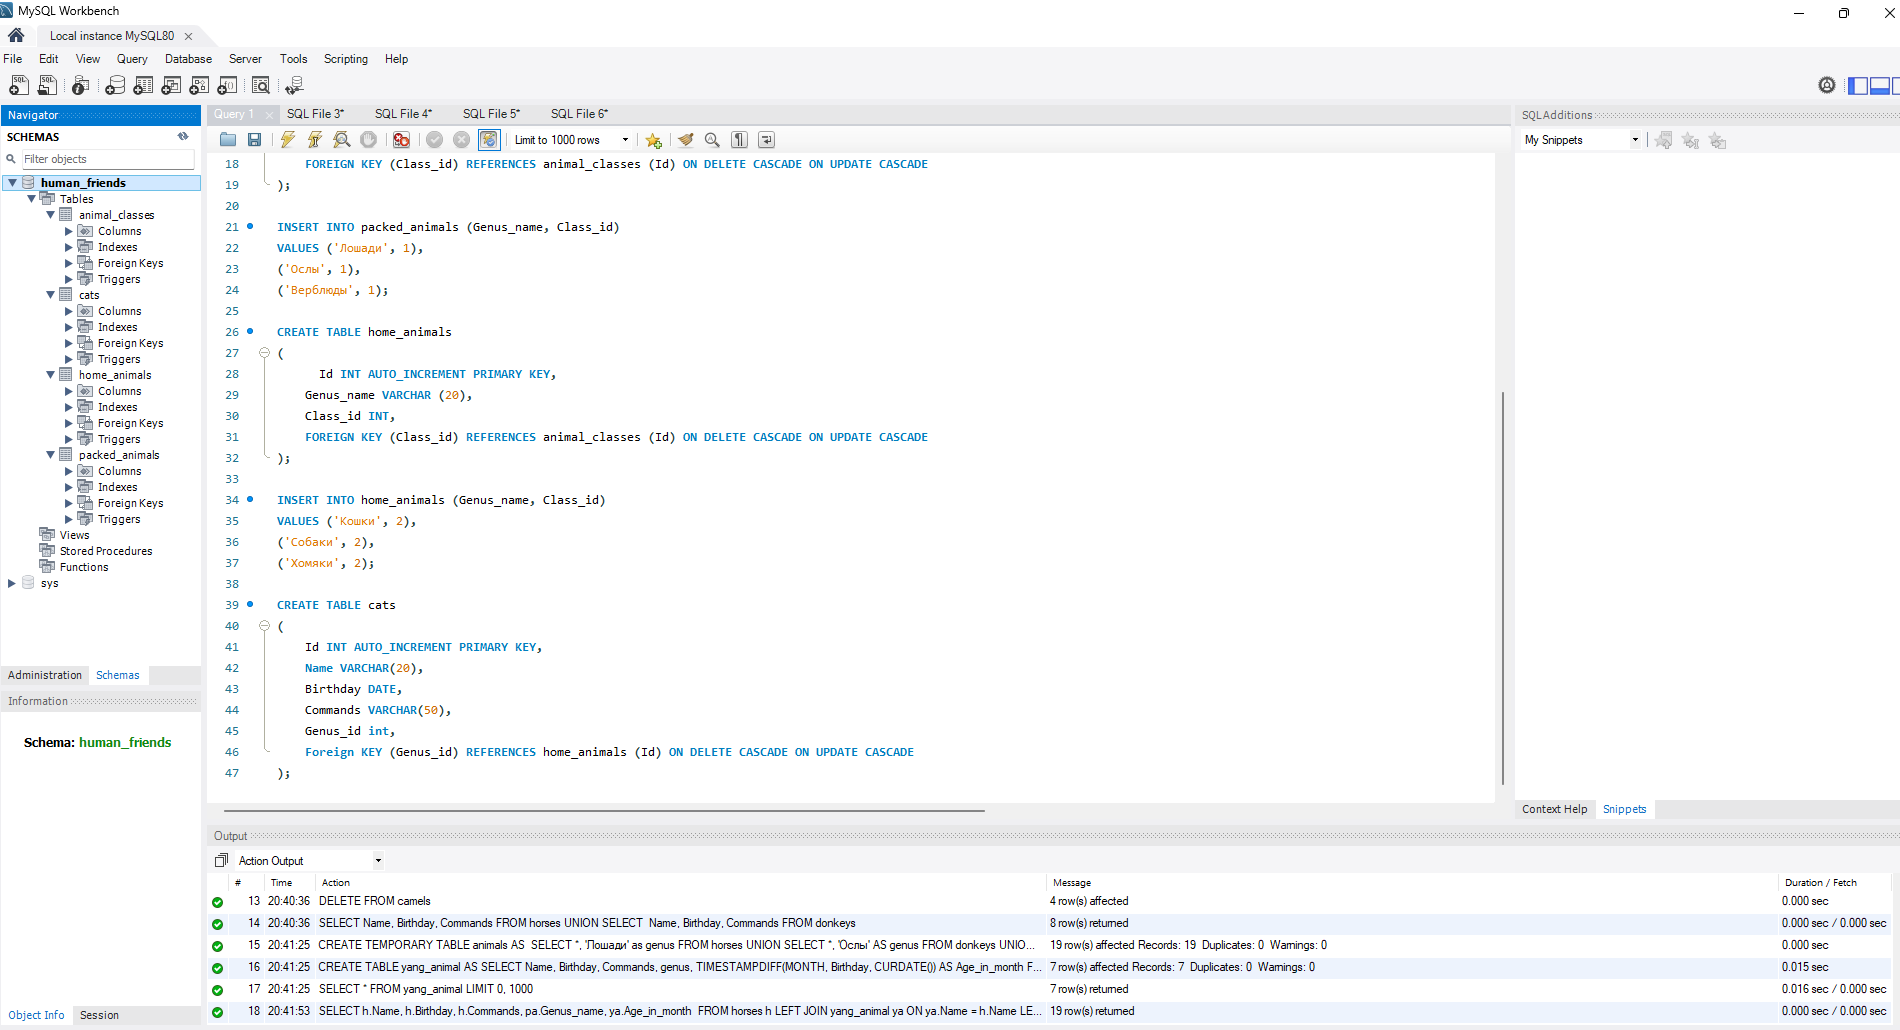 MySQL Workbench
Local instance MySQL80
File Edit View Query Database Server Tools Scripting Help
Navigator
SCHEMAS
Filter objects
human_friends
Tables
animal_classes
Columns
Indexes
Foreign Keys
Triggers
cats
Columns
Indexes
Foreign Keys
Triggers
home_animals
Columns
Indexes
Foreign Keys
Triggers
packed_animals
Columns
Indexes
Foreign Keys
Triggers
Views
Stored Procedures
Functions
sys
Administration Schemas
Information
Schema: human_friends
Object Info Session
Query 1 SQL File 3* SQL File 4* SQL File 5* SQL File 6*
Limit to 1000 rows
18 FOREIGN KEY (Class_id) REFERENCES animal_classes (Id) ON DELETE CASCADE ON UPDATE CASCADE
19 );
20
21 INSERT INTO packed_animals (Genus_name, Class_id)
22 VALUES ('Лошади', 1),
23 ('Ослы', 1),
24 ('Верблюды', 1);
25
26 CREATE TABLE home_animals
27 (
28 Id INT AUTO_INCREMENT PRIMARY KEY,
29 Genus_name VARCHAR (20),
30 Class_id INT,
31 FOREIGN KEY (Class_id) REFERENCES animal_classes (Id) ON DELETE CASCADE ON UPDATE CASCADE
32 );
33
34 INSERT INTO home_animals (Genus_name, Class_id)
35 VALUES ('Кошки', 2),
36 ('Собаки', 2),
37 ('Хомяки', 2);
38
39 CREATE TABLE cats
40 (
41 Id INT AUTO_INCREMENT PRIMARY KEY,
42 Name VARCHAR(20),
43 Birthday DATE,
44 Commands VARCHAR(50),
45 Genus_id int,
46 Foreign KEY (Genus_id) REFERENCES home_animals (Id) ON DELETE CASCADE ON UPDATE CASCADE
47 );
SQLAdditions
My Snippets
Context Help Snippets
Output
Action Output
# Time Action Message Duration / Fetch
13 20:40:36 DELETE FROM camels 4 row(s) affected 0.000 sec
14 20:40:36 SELECT Name, Birthday, Commands FROM horses UNION SELECT Name, Birthday, Commands FROM donkeys 8 row(s) returned 0.000 sec / 0.000 sec
15 20:41:25 CREATE TEMPORARY TABLE animals AS SELECT *, 'Лошади' as genus FROM horses UNION SELECT *, 'Ослы' AS genus FROM donkeys UNIO... 19 row(s) affected Records: 19 Duplicates: 0 Warnings: 0 0.000 sec
16 20:41:25 CREATE TABLE yang_animal AS SELECT Name, Birthday, Commands, genus, TIMESTAMPDIFF(MONTH, Birthday, CURDATE()) AS Age_in_month F... 7 row(s) affected Records: 7 Duplicates: 0 Warnings: 0 0.015 sec
17 20:41:25 SELECT * FROM yang_animal LIMIT 0, 1000 7 row(s) returned 0.016 sec / 0.000 sec
18 20:41:53 SELECT h.Name, h.Birthday, h.Commands, pa.Genus_name, ya.Age_in_month FROM horses h LEFT JOIN yang_animal ya ON ya.Name = h.Name LE... 19 row(s) returned 0.000 sec / 0.000 sec